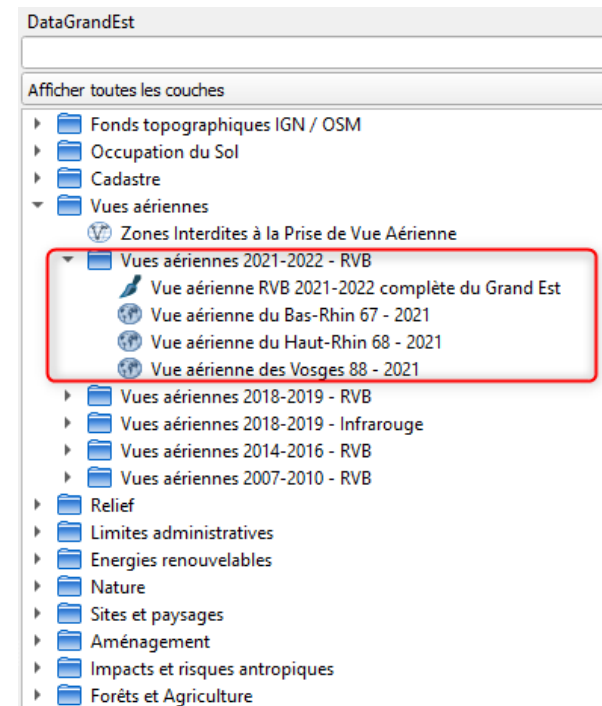 DataGrandEst
Afficher toutes les couches
Fonds topographiques IGN / OSM
Occupation du Sol
Cadastre
Vues aériennes
Zones Interdites à la Prise de Vue Aérienne
Vues aériennes 2021-2022 - RVB
Vue aérienne RVB 2021-2022 complète du Grand Est
Vue aérienne du Bas-Rhin 67 - 2021
Vue aérienne du Haut-Rhin 68 - 2021
Vue aérienne des Vosges 88 - 2021
Vues aériennes 2018-2019 - RVB
Vues aériennes 2018-2019 - Infrarouge
Vues aériennes 2014-2016 - RVB
Vues aériennes 2007-2010 - RVB
Relief
Limites administratives
Energies renouvelables
Nature
Sites et paysages
Aménagement
Impacts et risques antropiques
Forêts et Agriculture